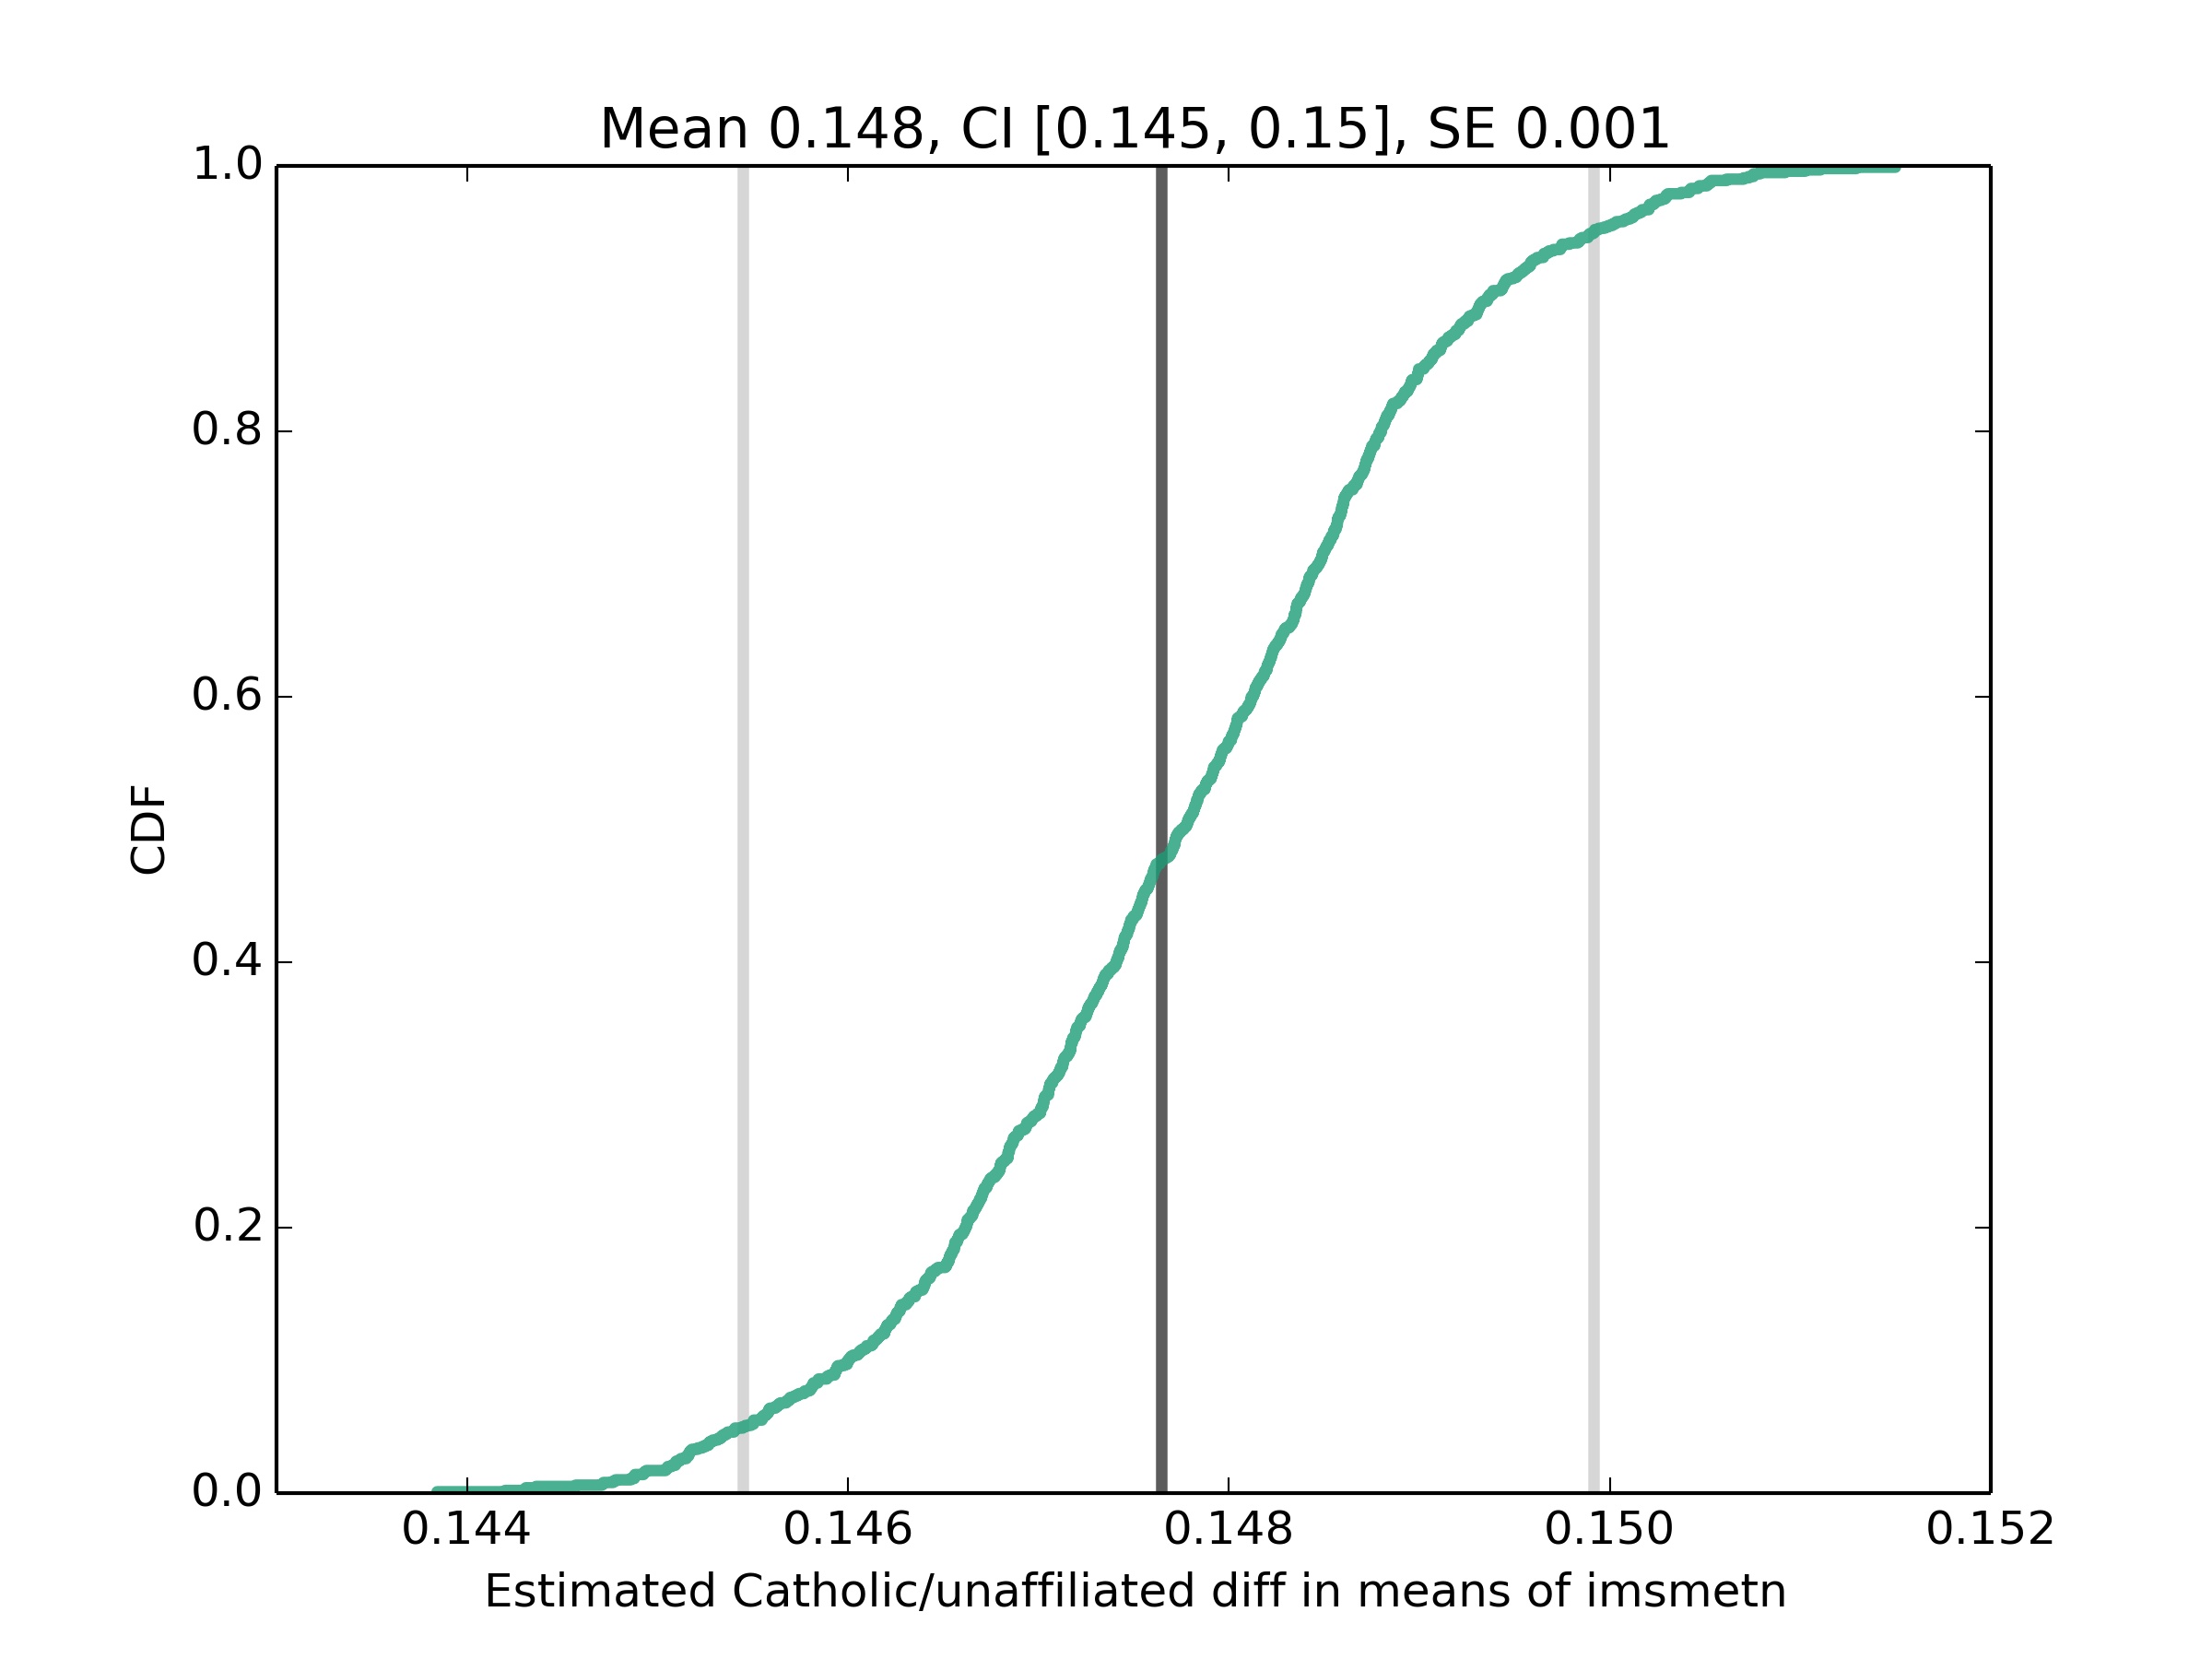 Mean 0.148, CI [0.145, 0.15], SE 0.001
1.0
0.8
0.6
0.4
0.2
0.0
CDF
0.144 0.146 0.148 0.150 0.152
Estimated Catholic/unaffiliated diff in means of imsmetn